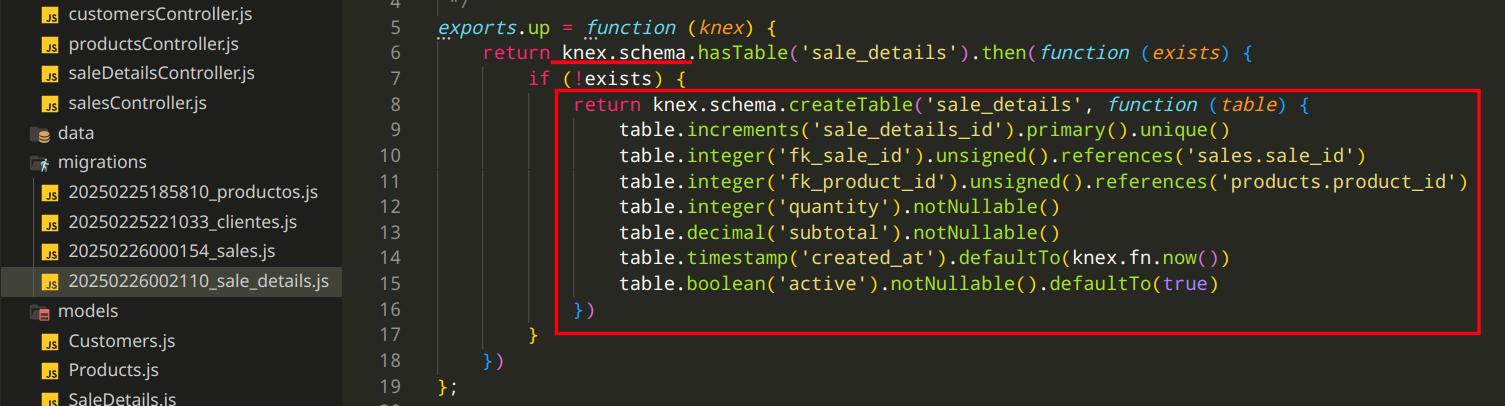 customersController.js
productsController.js
saleDetailsController.js
salesController.js
data
migrations
20250225185810_productos.js
20250225221033_clientes.js
20250226000154_sales.js
20250226002110_sale_details.js
models
Customers.js
Products.js
SaleDetails.js
4 */
5 exports.up = function (knex) {
6 return knex.schema.hasTable('sale_details').then(function (exists) {
7 if (!exists) {
8 return knex.schema.createTable('sale_details', function (table) {
9 table.increments('sale_details_id').primary().unique()
10 table.integer('fk_sale_id').unsigned().references('sales.sale_id')
11 table.integer('fk_product_id').unsigned().references('products.product_id')
12 table.integer('quantity').notNullable()
13 table.decimal('subtotal').notNullable()
14 table.timestamp('created_at').defaultTo(knex.fn.now())
15 table.boolean('active').notNullable().defaultTo(true)
16 })
17 }
18 })
19 };